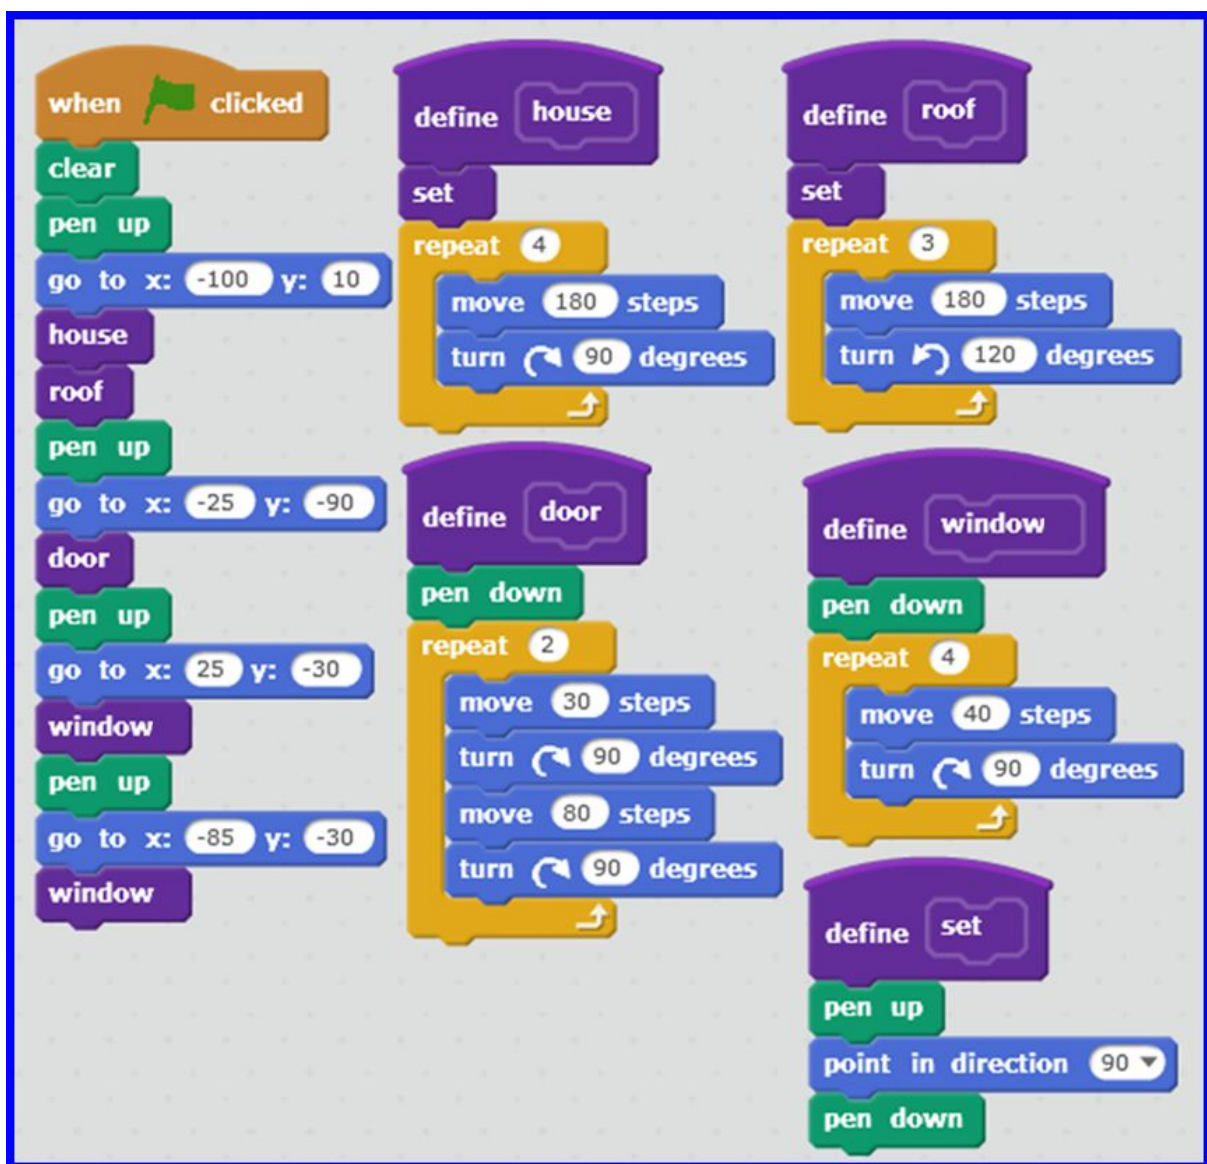 when clicked
clear
pen up
go to x: -100 y: 10
house
roof
pen up
go to x: -25 y: -90
door
pen up
go to x: 25 y: -30
window
pen up
go to x: -85 y: -30
window
define house
set
repeat 4
move 180 steps
turn 90 degrees
define roof
set
repeat 3
move 180 steps
turn 120 degrees
define door
pen down
repeat 2
move 30 steps
turn 90 degrees
move 80 steps
turn 90 degrees
define window
pen down
repeat 4
move 40 steps
turn 90 degrees
define set
pen up
point in direction 90
pen down